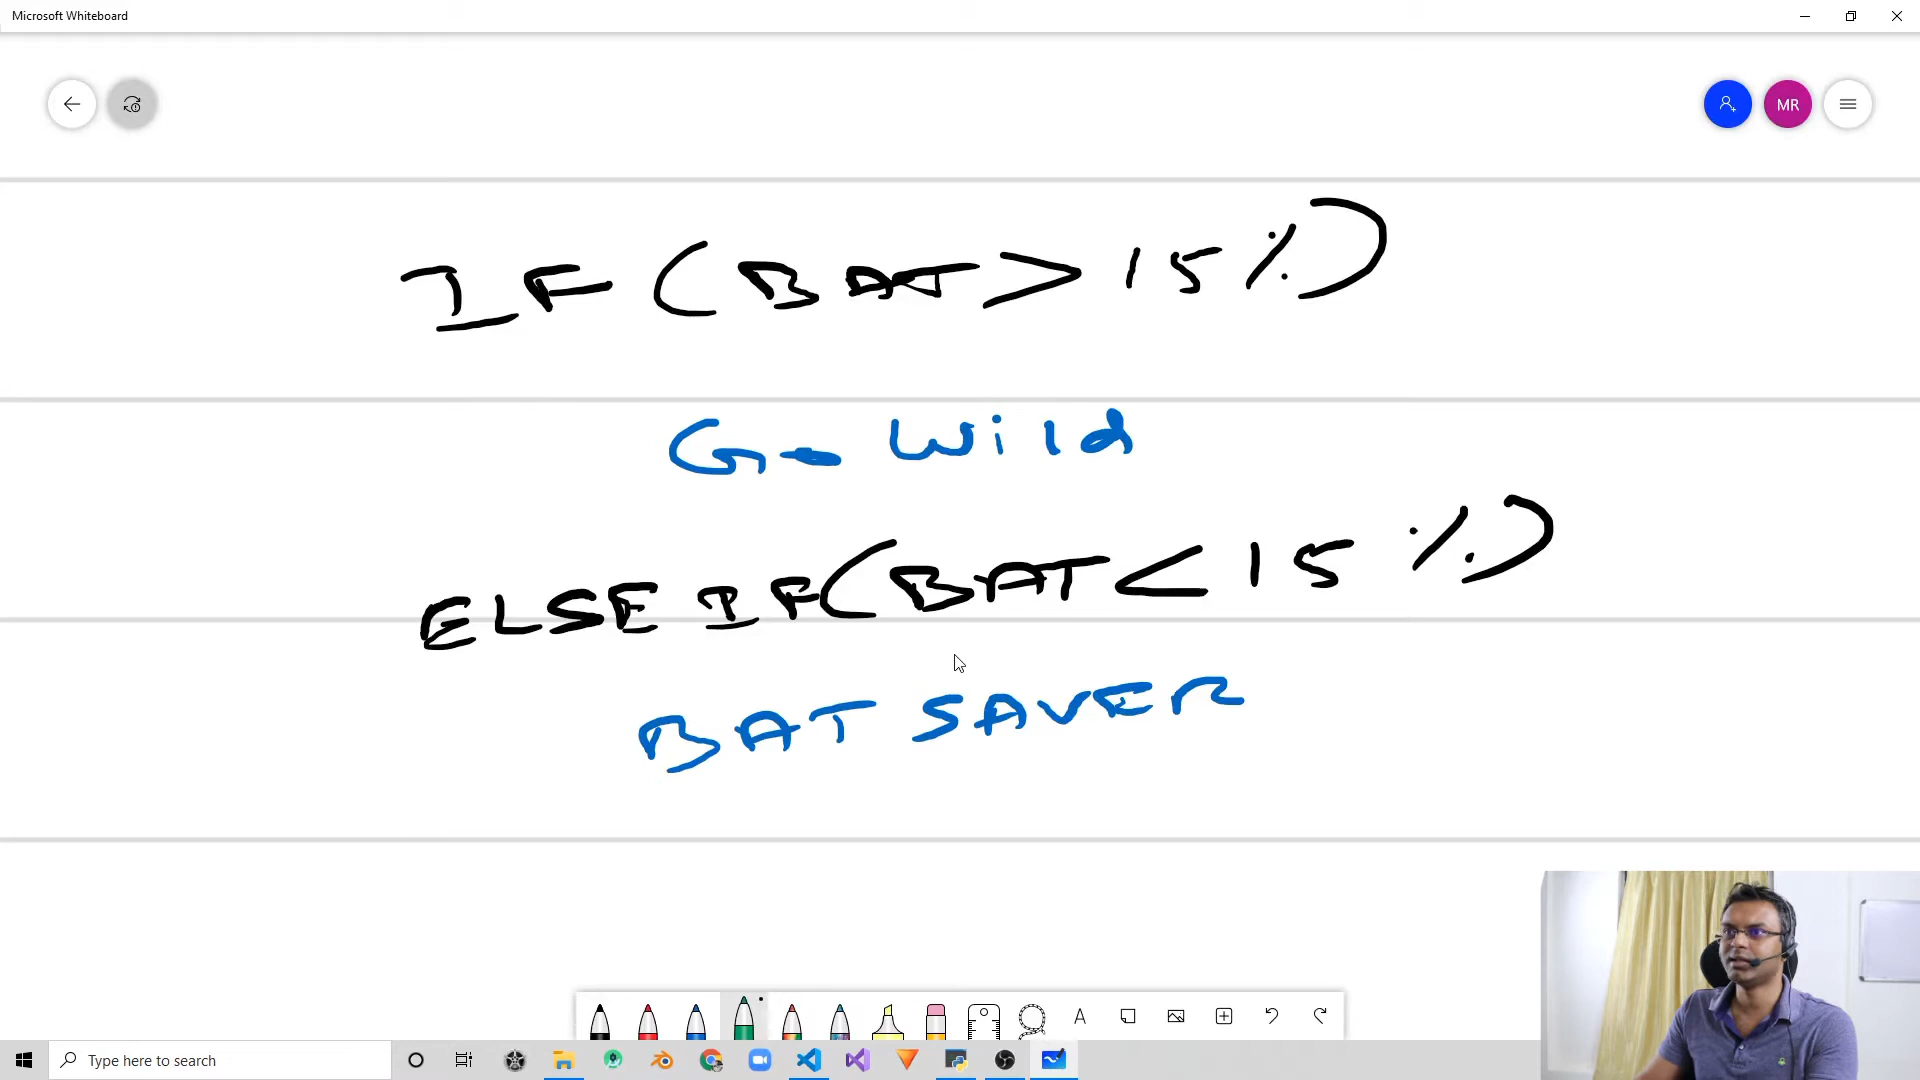 Microsoft Whiteboard
MR
IF (BAT > 15 %)
Go Wild
ELSE IF (BAT < 15 %)
BAT SAVER
A
Type here to search